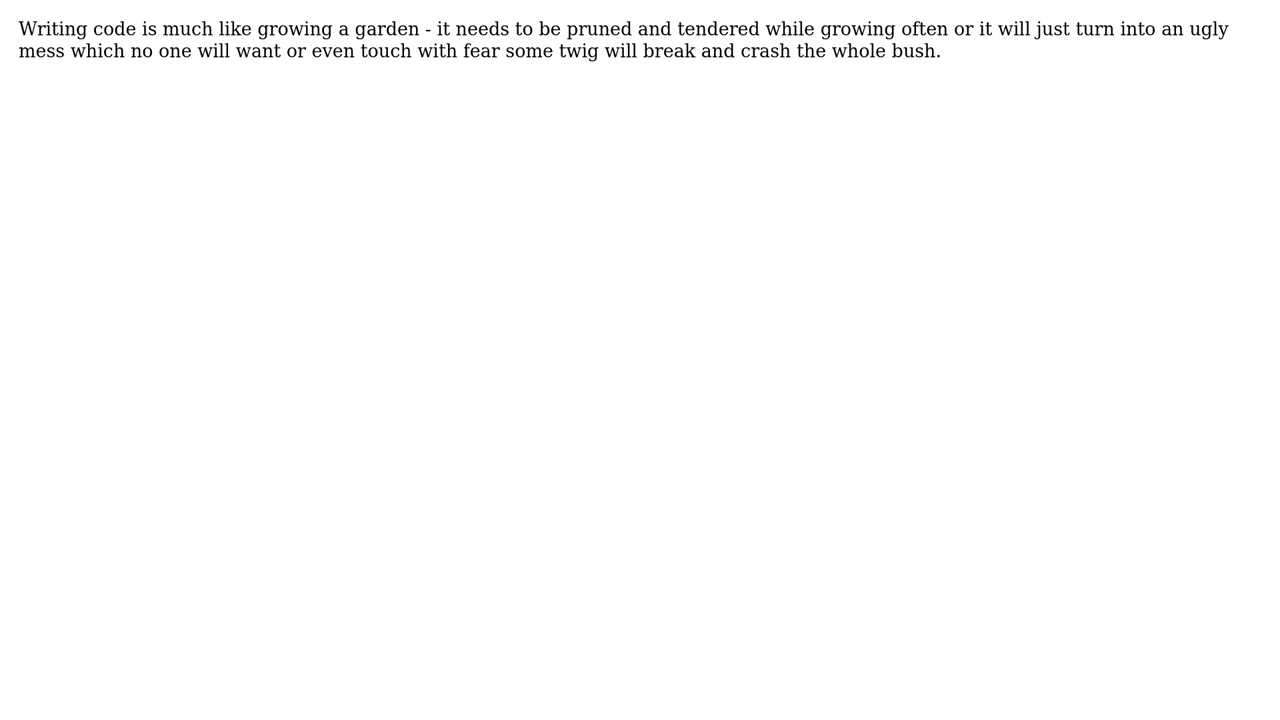 Writing code is much like growing a garden - it needs to be pruned and tendered while growing often or it will just turn into an ugly
mess which no one will want or even touch with fear some twig will break and crash the whole bush.